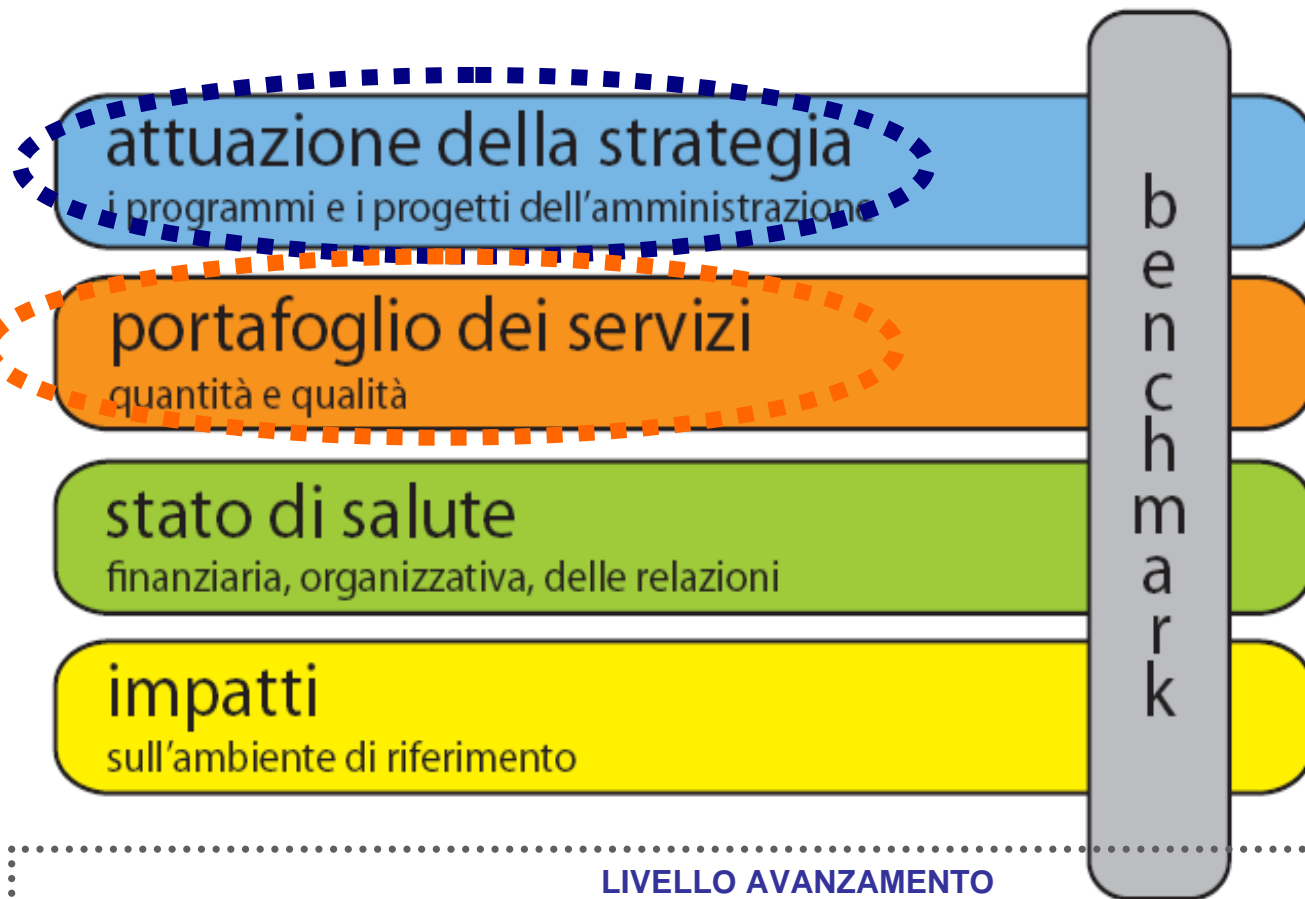 attuazione della strategia
i programmi e i progetti dell'amministrazione
portafoglio dei servizi
quantità e qualità
stato di salute
finanziaria, organizzativa, delle relazioni
impatti
sull'ambiente di riferimento
benchmark
LIVELLO AVANZAMENTO